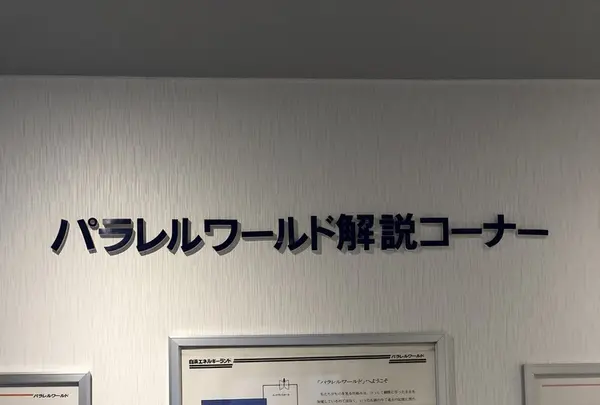 パラレルワールド解説コーナー
パラレルワールド
白浜エネルギーランド
パラレルワールド
「パラレルワールド」へようこそ